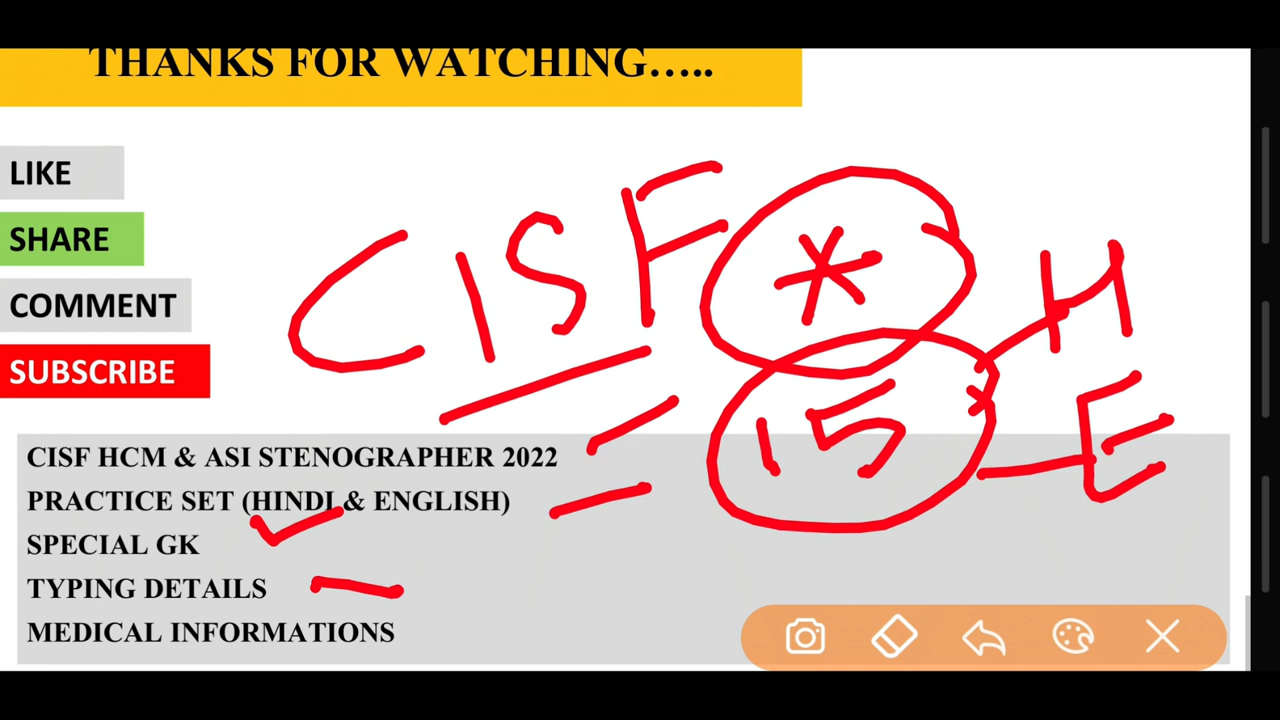 THANKS FOR WATCHING.....
LIKE
SHARE
COMMENT
SUBSCRIBE
CISF * H
15 E
CISF HCM & ASI STENOGRAPHER 2022
PRACTICE SET (HINDI & ENGLISH)
SPECIAL GK
TYPING DETAILS
MEDICAL INFORMATIONS